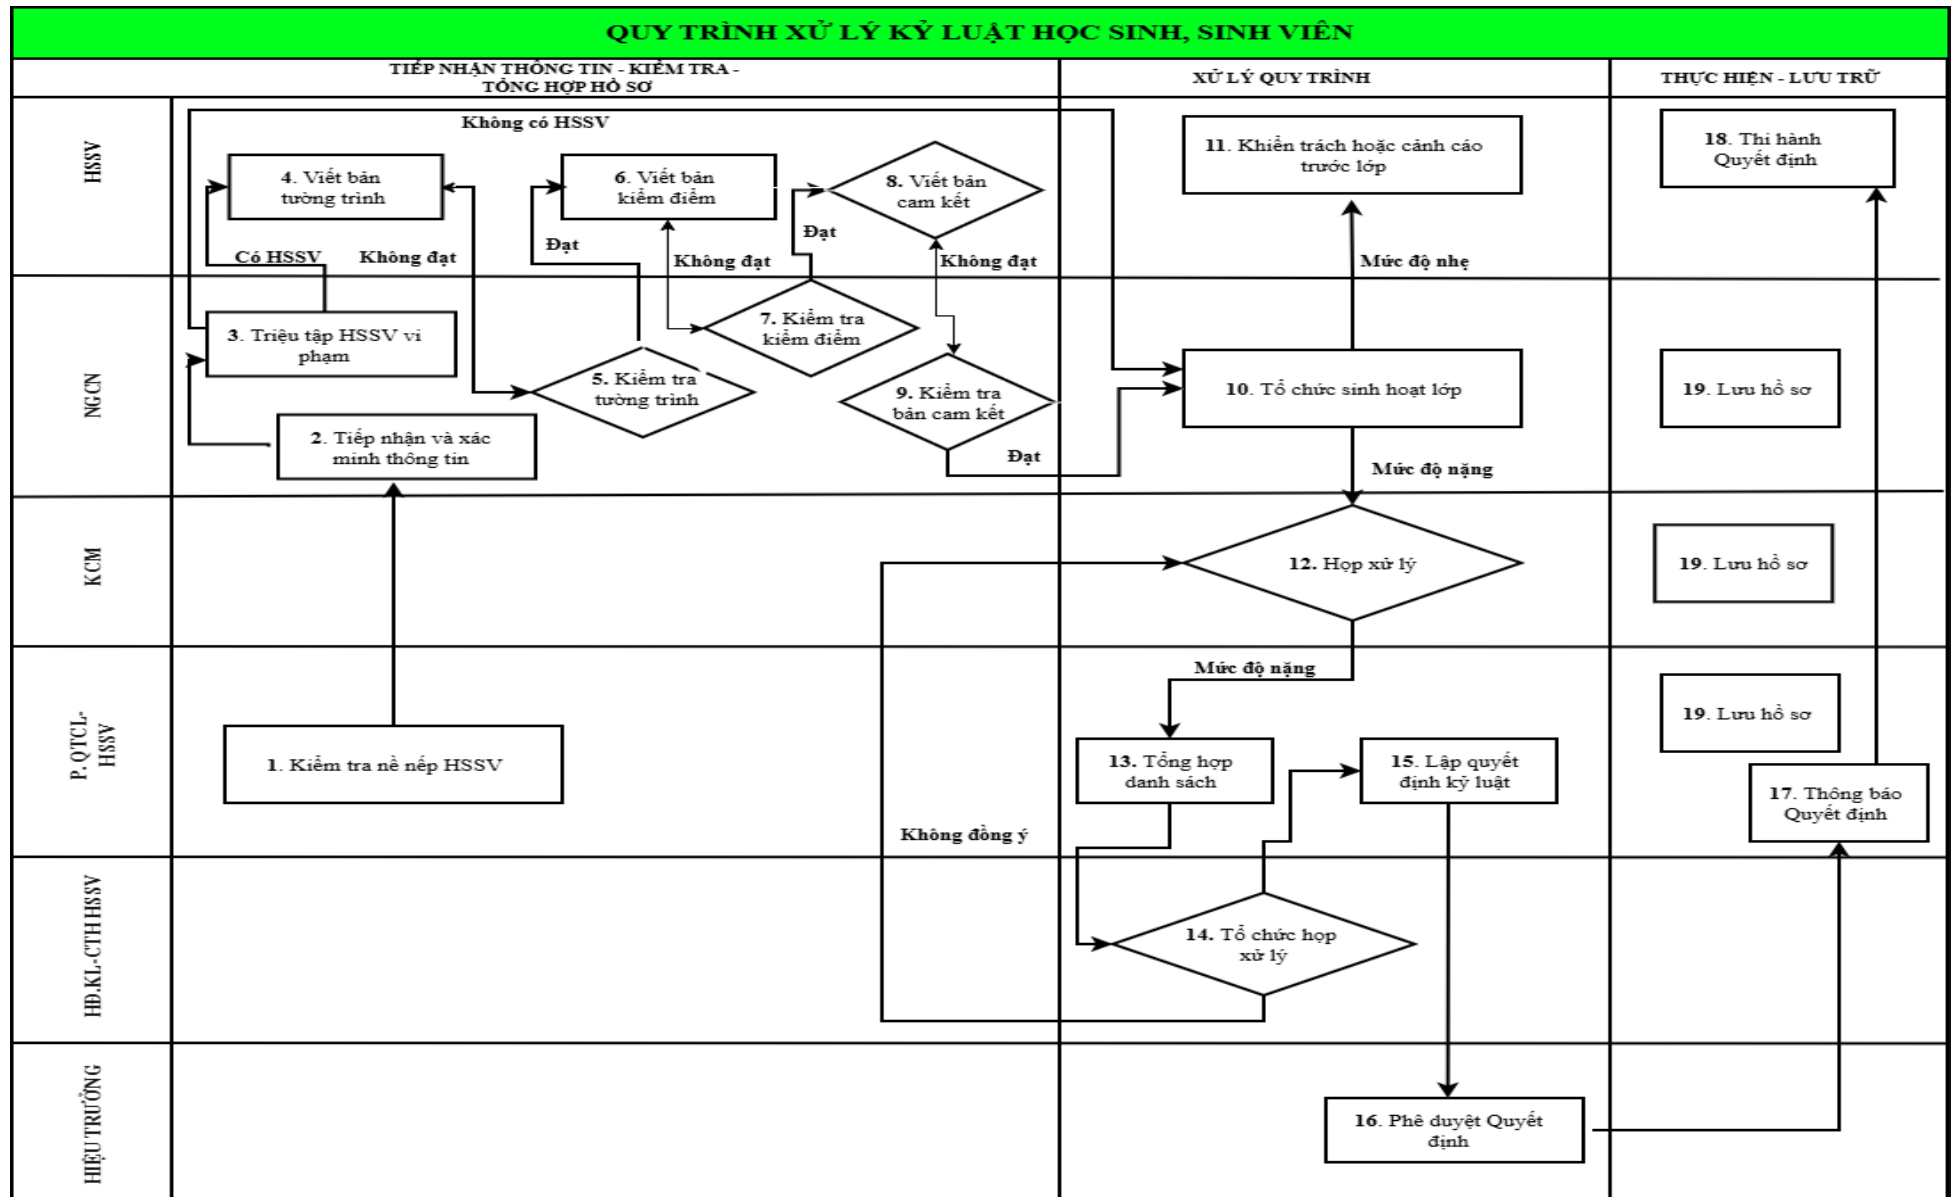 QUY TRÌNH XỬ LÝ KỶ LUẬT HỌC SINH, SINH VIÊN
TIẾP NHẬN THÔNG TIN - KIỂM TRA -
TỔNG HỢP HỒ SƠ
XỬ LÝ QUY TRÌNH
THỰC HIỆN - LƯU TRỮ
HSSV
Không có HSSV
4. Viết bản
tường trình
6. Viết bản
kiểm điểm
8. Viết bản
cam kết
11. Khiển trách hoặc cảnh cáo
trước lớp
18. Thi hành
Quyết định
Có HSSV
Không đạt
Đạt
Không đạt
Đạt
Không đạt
Mức độ nhẹ
NGCN
3. Triệu tập HSSV vi
phạm
7. Kiểm tra
kiểm điểm
5. Kiểm tra
tường trình
9. Kiểm tra
bản cam kết
10. Tổ chức sinh hoạt lớp
19. Lưu hồ sơ
2. Tiếp nhận và xác
minh thông tin
Đạt
Mức độ nặng
KCM
12. Họp xử lý
19. Lưu hồ sơ
P. QTCL-
HSSV
Mức độ nặng
19. Lưu hồ sơ
1. Kiểm tra nề nếp HSSV
13. Tổng hợp
danh sách
15. Lập quyết
định kỷ luật
17. Thông báo
Quyết định
Không đồng ý
HĐ.KL-CTHHSSV
14. Tổ chức họp
xử lý
HIỆU TRƯỞNG
16. Phê duyệt Quyết
định